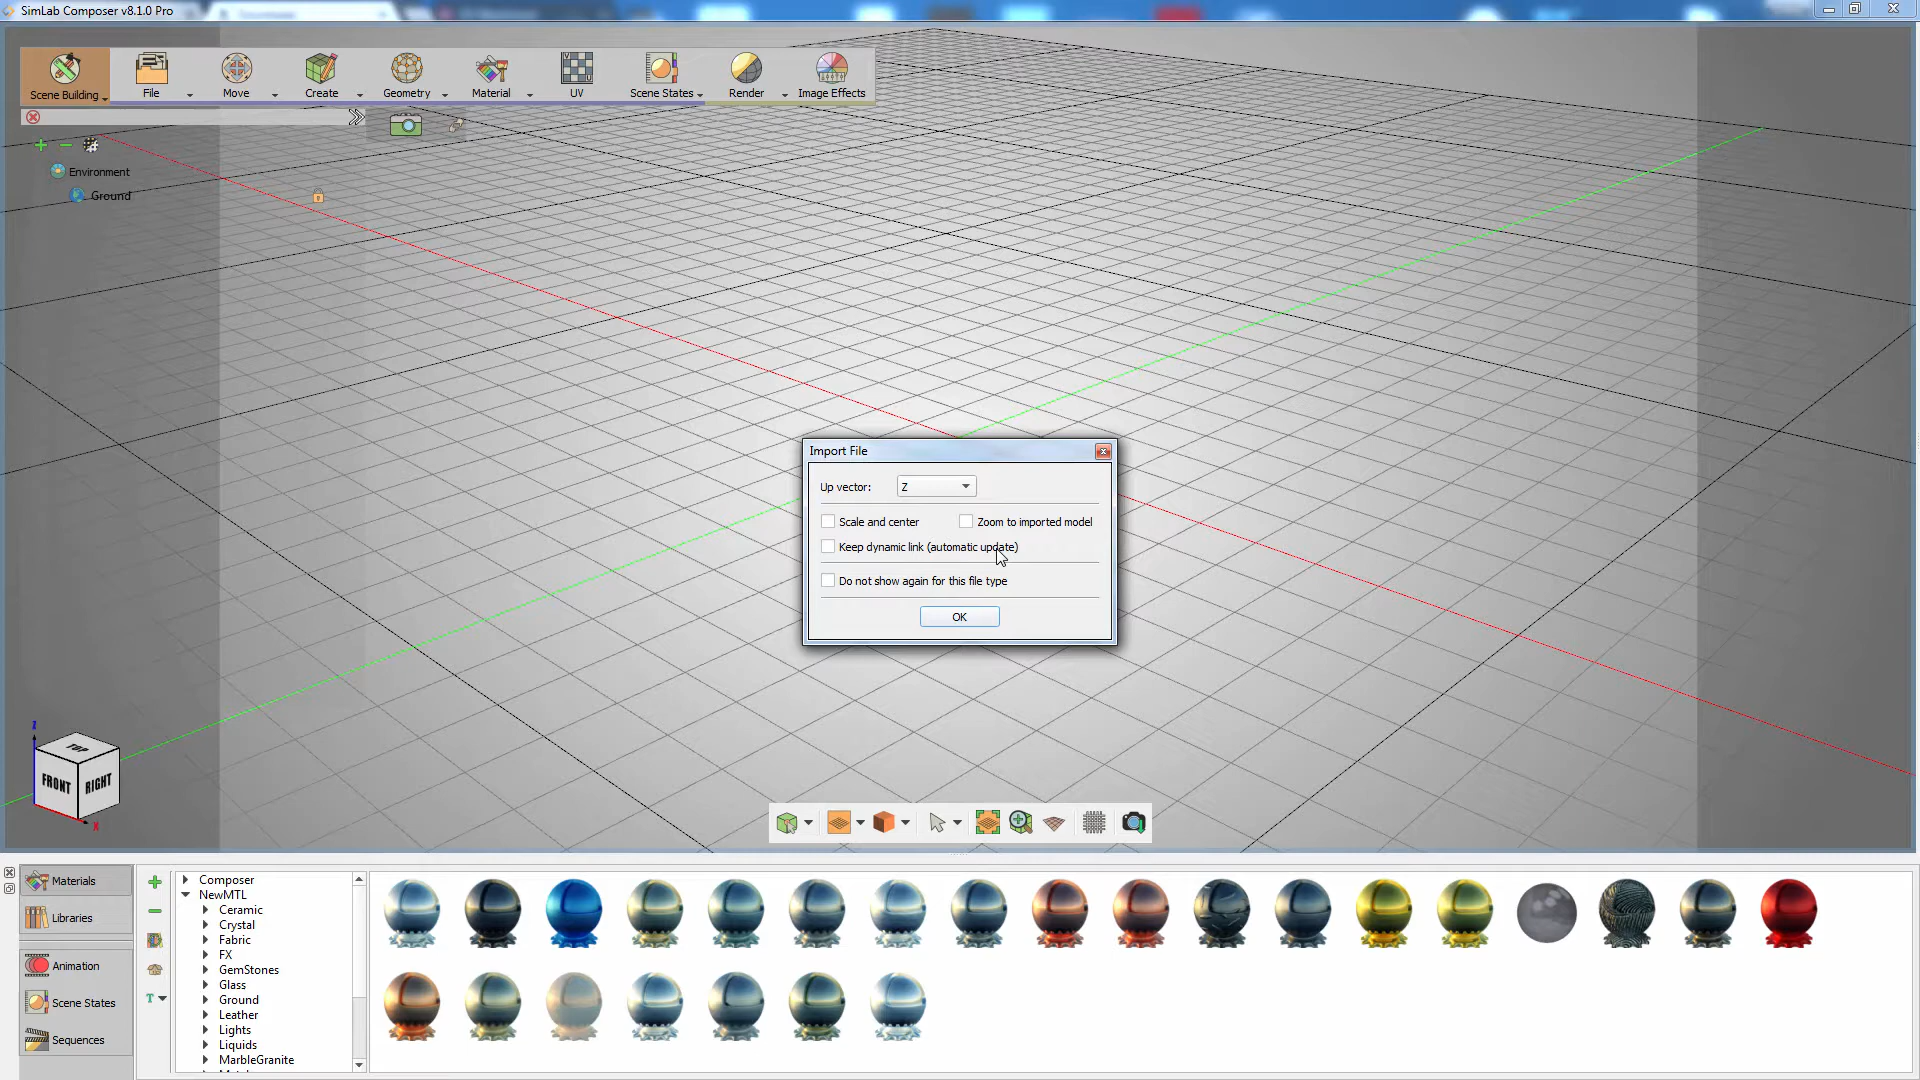 SimLab Composer v8.1.0 Pro
Scene Building
File
Move
Create
Geometry
Material
UV
Scene States
Render
Image Effects
Environment
Ground
Import File
Up vector:
Z
Scale and center
Zoom to imported model
Keep dynamic link (automatic update)
Do not show again for this file type
OK
Z
TOP
FRONT
RIGHT
X
Materials
Libraries
Animation
Scene States
Sequences
T
Composer
NewMTL
Ceramic
Crystal
Fabric
FX
GemStones
Glass
Ground
Leather
Lights
Liquids
MarbleGranite